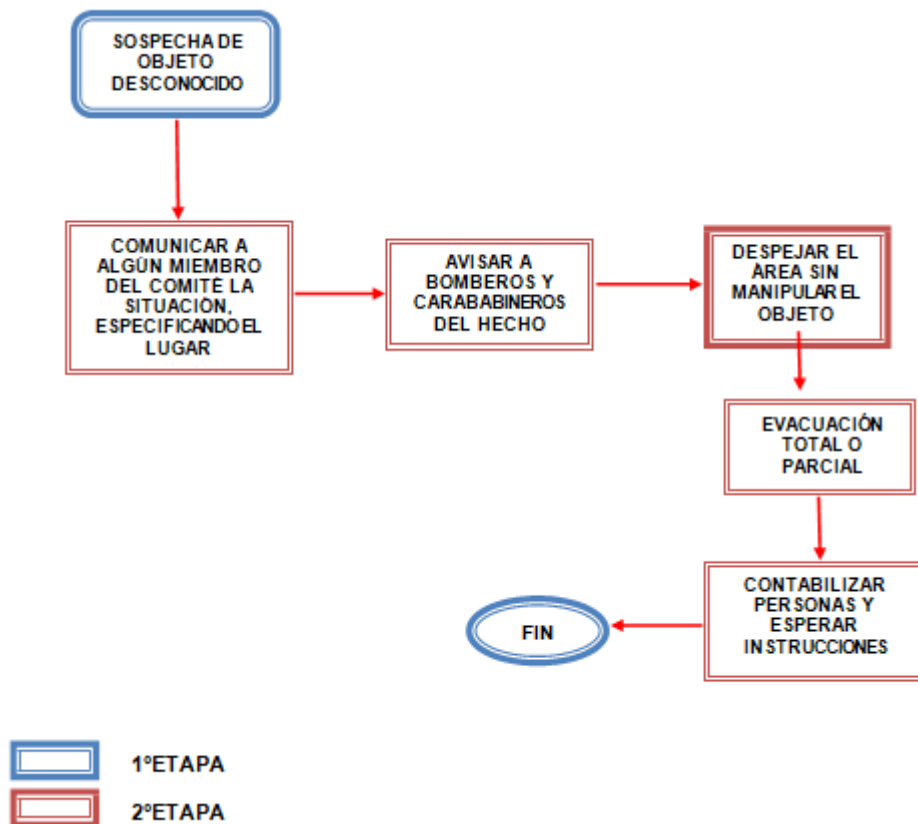 SOSPECHA DE
OBJETO
DESCONOCIDO
COMUNICAR A
ALGÚN MIEMBRO
DEL COMITÉ LA
SITUACIÓN,
ESPECIFICANDO EL
LUGAR
AVISAR A
BOMBEROS Y
CARABABINEROS
DEL HECHO
DESPEJAR EL
ÀREA SIN
MANIPULAR EL
OBJETO
EVACUACIÓN
TOTAL O
PARCIAL
CONTABILIZAR
PERSONAS Y
ESPERAR
INSTRUCCIONES
FIN
1ºETAPA
2ºETAPA